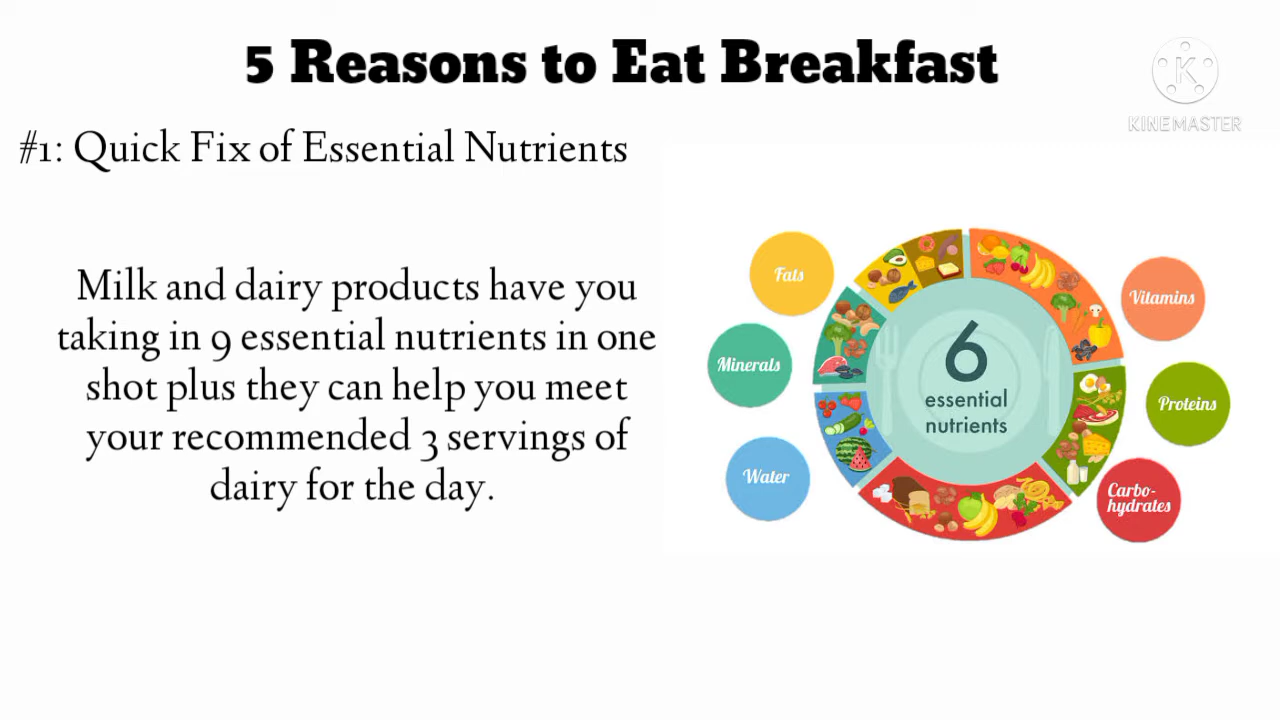 5 Reasons to Eat Breakfast
K
KINEMASTER
#1: Quick Fix of Essential Nutrients
Milk and dairy products have you
taking in 9 essential nutrients in one
shot plus they can help you meet
your recommended 3 servings of
dairy for the day.
Fats
Vitamins
Minerals
6
essential
nutrients
Proteins
Water
Carbo-
hydrates